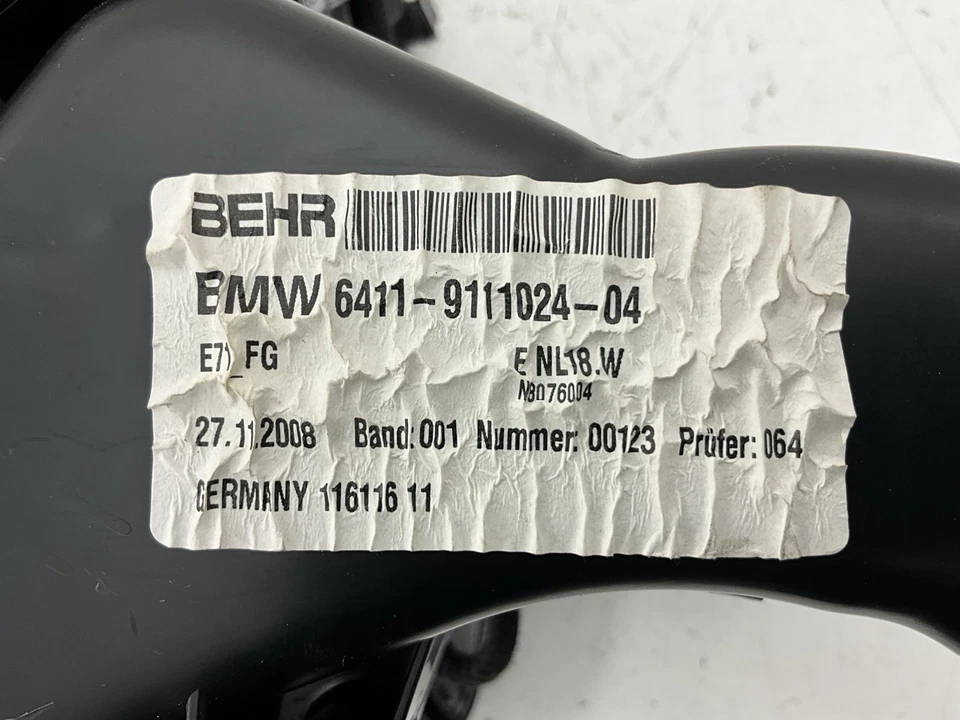 BEHR
BMW 6411-9111024-04
E71_FG E NL18.W
N8076004
27.11.2008 Band: 001 Nummer: 00123 Prüfer: 064
GERMANY 116116 11